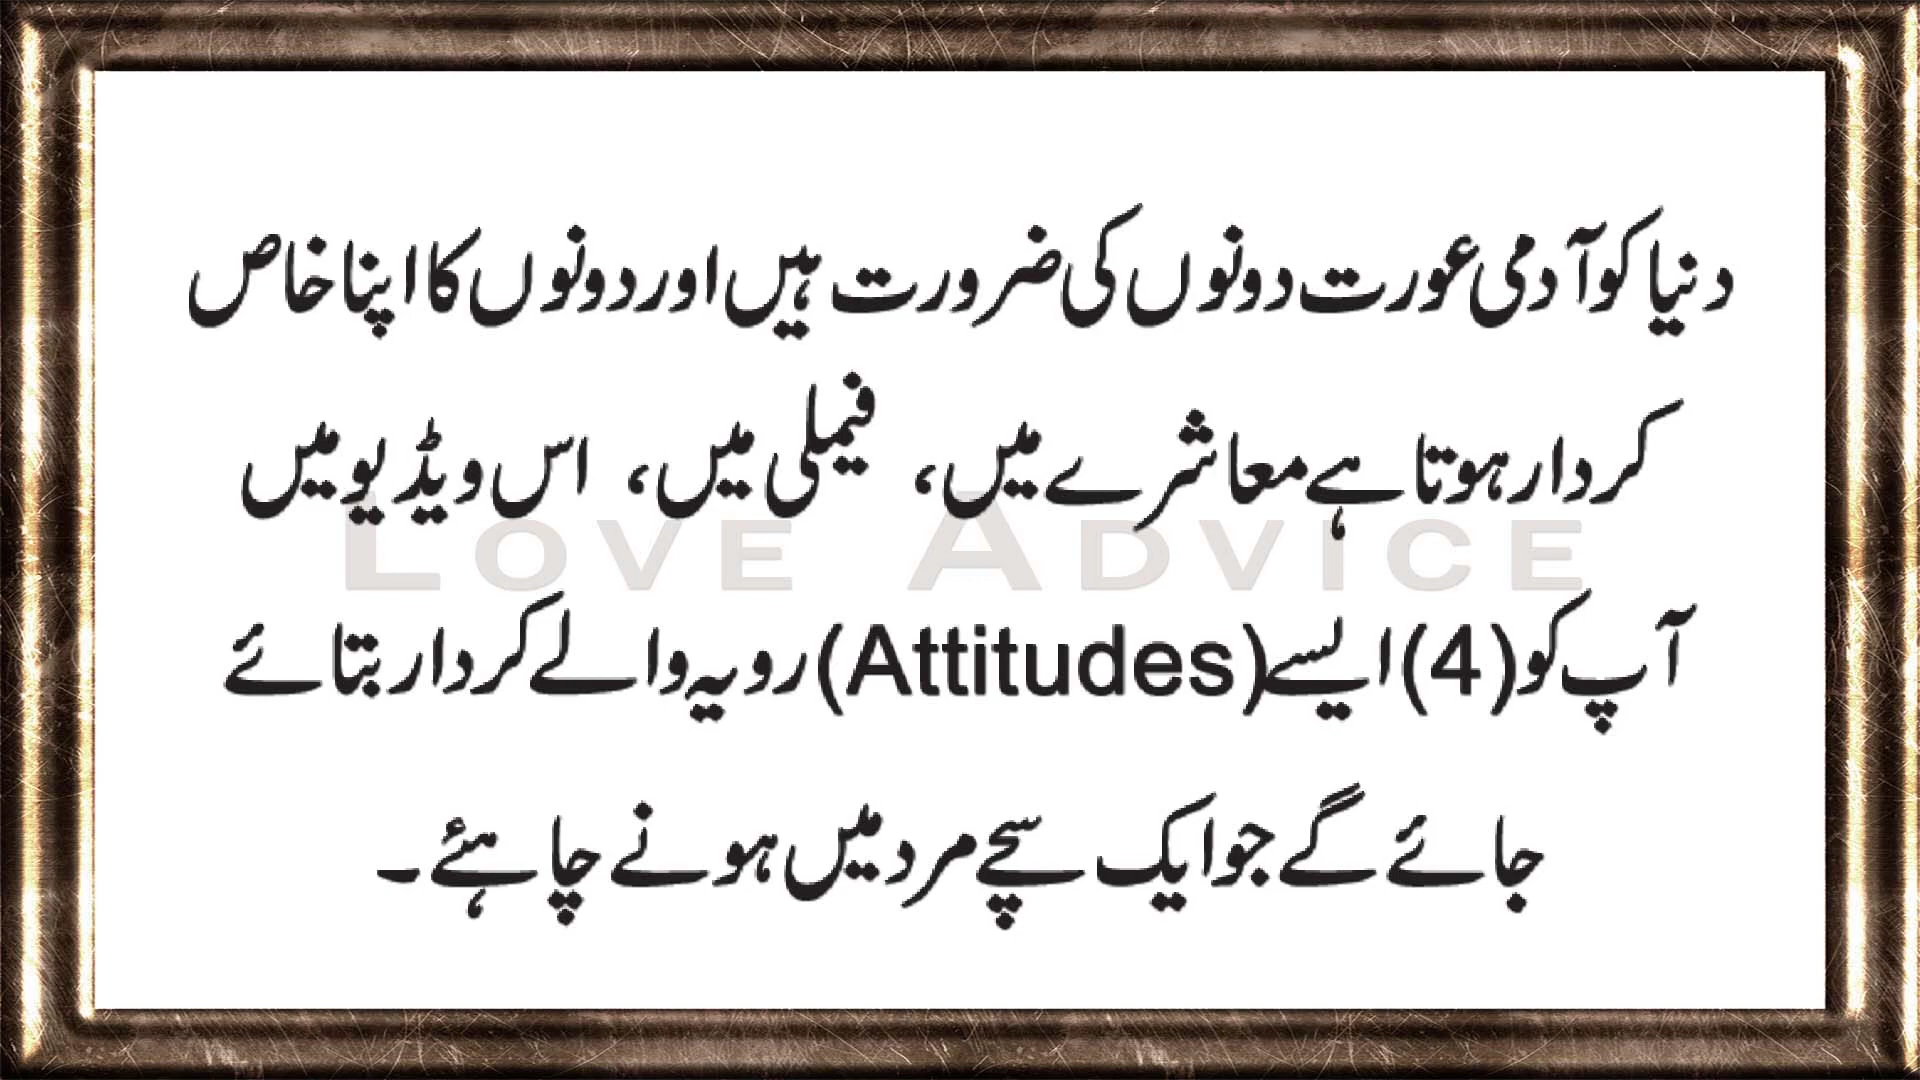 دنیا کو آدمی عورت دونوں کی ضرورت ہیں اور دونوں کا اپنا خاص
کردار ہوتا ہے معاشرے میں، فیملی میں، اس ویڈیو میں
LOVE ADVICE
آپ کو (4) ایسے (Attitudes) رویہ والے کردار بتائے
جائے گے جو ایک سچے مرد میں ہونے چاہئے۔